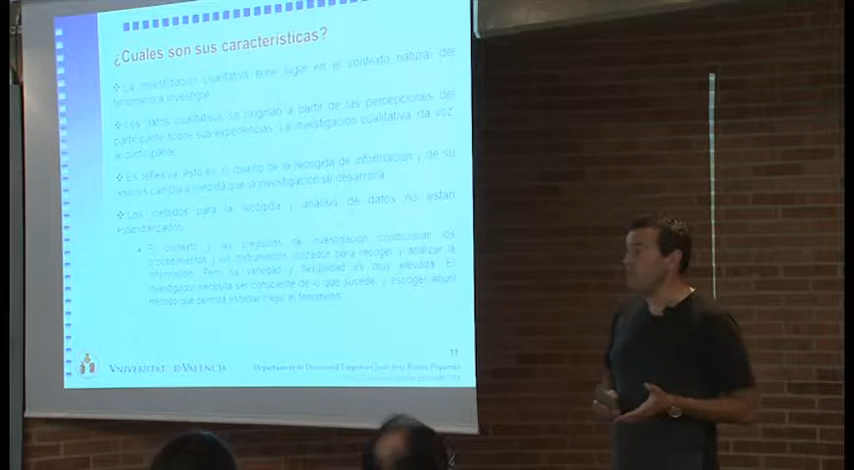 ¿Cuales son sus características?
La investigación cualitativa tiene lugar en el contexto natural del
fenómeno a investigar.
Los datos cualitativos se originan a partir de las percepciones del
participante sobre sus experiencias. La investigación cualitativa "da voz"
al participante.
Es reflexiva, esto es, el diseño de la recogida de información y de su
análisis cambia a medida que la investigación se desarrolla.
Los métodos para la recogida y análisis de datos no están
estandarizados.
El contexto y las preguntas de investigación condicionan los
procedimientos y los instrumentos utilizados para recoger y analizar la
información. Pero su variedad y flexibilidad es muy elevada. El
investigador necesita ser consciente de lo que sucede, y escoger aquel
método que permita estudiar mejor el fenómeno.
11
VNIVERSITAT DE VALÈNCIA
Departament de Direcció d'Empreses Juan José Renau Piqueras